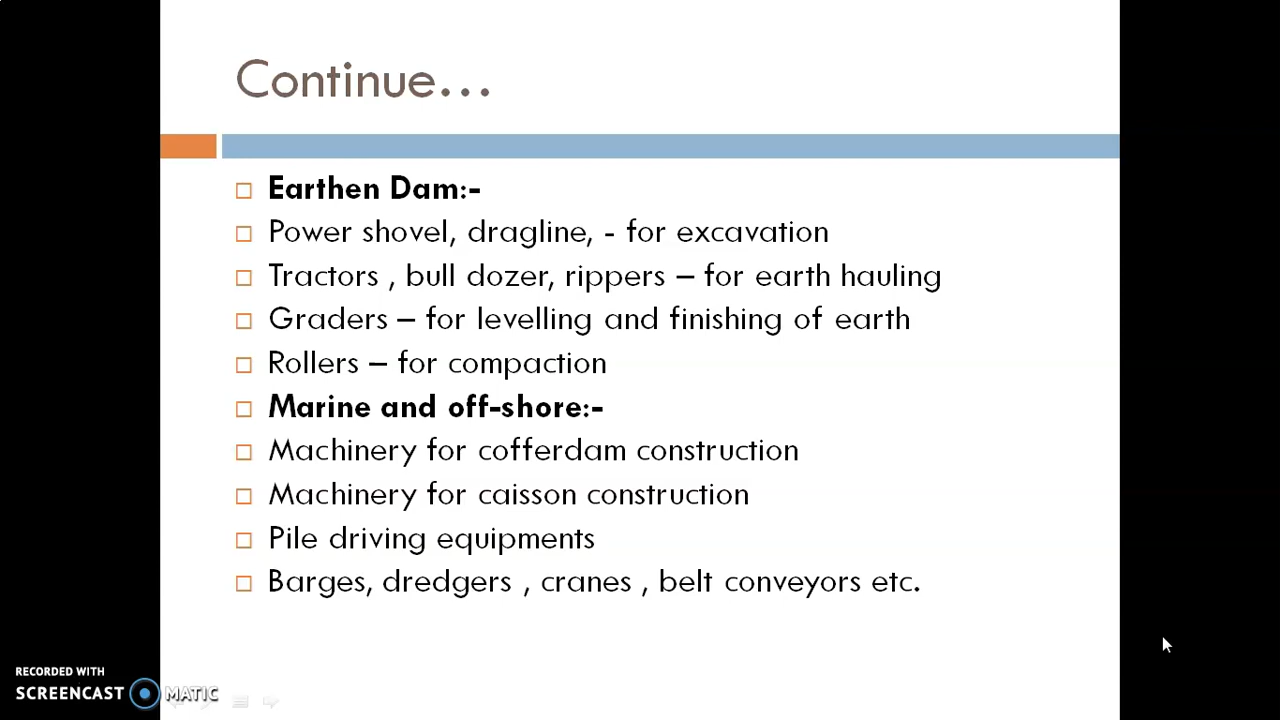 Continue...
Earthen Dam:-
Power shovel, dragline, - for excavation
Tractors , bull dozer, rippers – for earth hauling
Graders – for levelling and finishing of earth
Rollers – for compaction
Marine and off-shore:-
Machinery for cofferdam construction
Machinery for caisson construction
Pile driving equipments
Barges, dredgers , cranes , belt conveyors etc.
RECORDED WITH
SCREENCAST MATIC